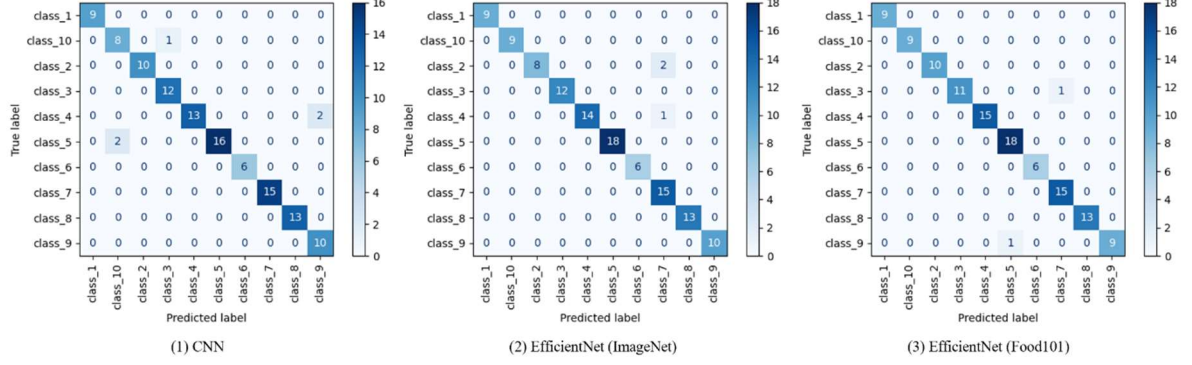 class_1 9 0 0 0 0 0 0 0 0 0
class_10 0 8 0 1 0 0 0 0 0 0
class_2 0 0 10 0 0 0 0 0 0 0
class_3 0 0 0 12 0 0 0 0 0 0
class_4 0 0 0 0 13 0 0 0 0 2
class_5 0 2 0 0 0 16 0 0 0 0
class_6 0 0 0 0 0 0 6 0 0 0
class_7 0 0 0 0 0 0 0 15 0 0
class_8 0 0 0 0 0 0 0 0 13 0
class_9 0 0 0 0 0 0 0 0 0 10
True label
class_1 class_10 class_2 class_3 class_4 class_5 class_6 class_7 class_8 class_9
Predicted label
16
14
12
10
8
6
4
2
0
(1) CNN
class_1 9 0 0 0 0 0 0 0 0 0
class_10 0 9 0 0 0 0 0 0 0 0
class_2 0 0 8 0 0 0 0 2 0 0
class_3 0 0 0 12 0 0 0 0 0 0
class_4 0 0 0 0 14 0 0 1 0 0
class_5 0 0 0 0 0 18 0 0 0 0
class_6 0 0 0 0 0 0 6 0 0 0
class_7 0 0 0 0 0 0 0 15 0 0
class_8 0 0 0 0 0 0 0 0 13 0
class_9 0 0 0 0 0 0 0 0 0 10
True label
class_1 class_10 class_2 class_3 class_4 class_5 class_6 class_7 class_8 class_9
Predicted label
18
16
14
12
10
8
6
4
2
0
(2) EfficientNet (ImageNet)
class_1 9 0 0 0 0 0 0 0 0 0
class_10 0 9 0 0 0 0 0 0 0 0
class_2 0 0 10 0 0 0 0 0 0 0
class_3 0 0 0 11 0 0 0 1 0 0
class_4 0 0 0 0 15 0 0 0 0 0
class_5 0 0 0 0 0 18 0 0 0 0
class_6 0 0 0 0 0 0 6 0 0 0
class_7 0 0 0 0 0 0 0 15 0 0
class_8 0 0 0 0 0 0 0 0 13 0
class_9 0 0 0 0 0 1 0 0 0 9
True label
class_1 class_10 class_2 class_3 class_4 class_5 class_6 class_7 class_8 class_9
Predicted label
18
16
14
12
10
8
6
4
2
0
(3) EfficientNet (Food101)